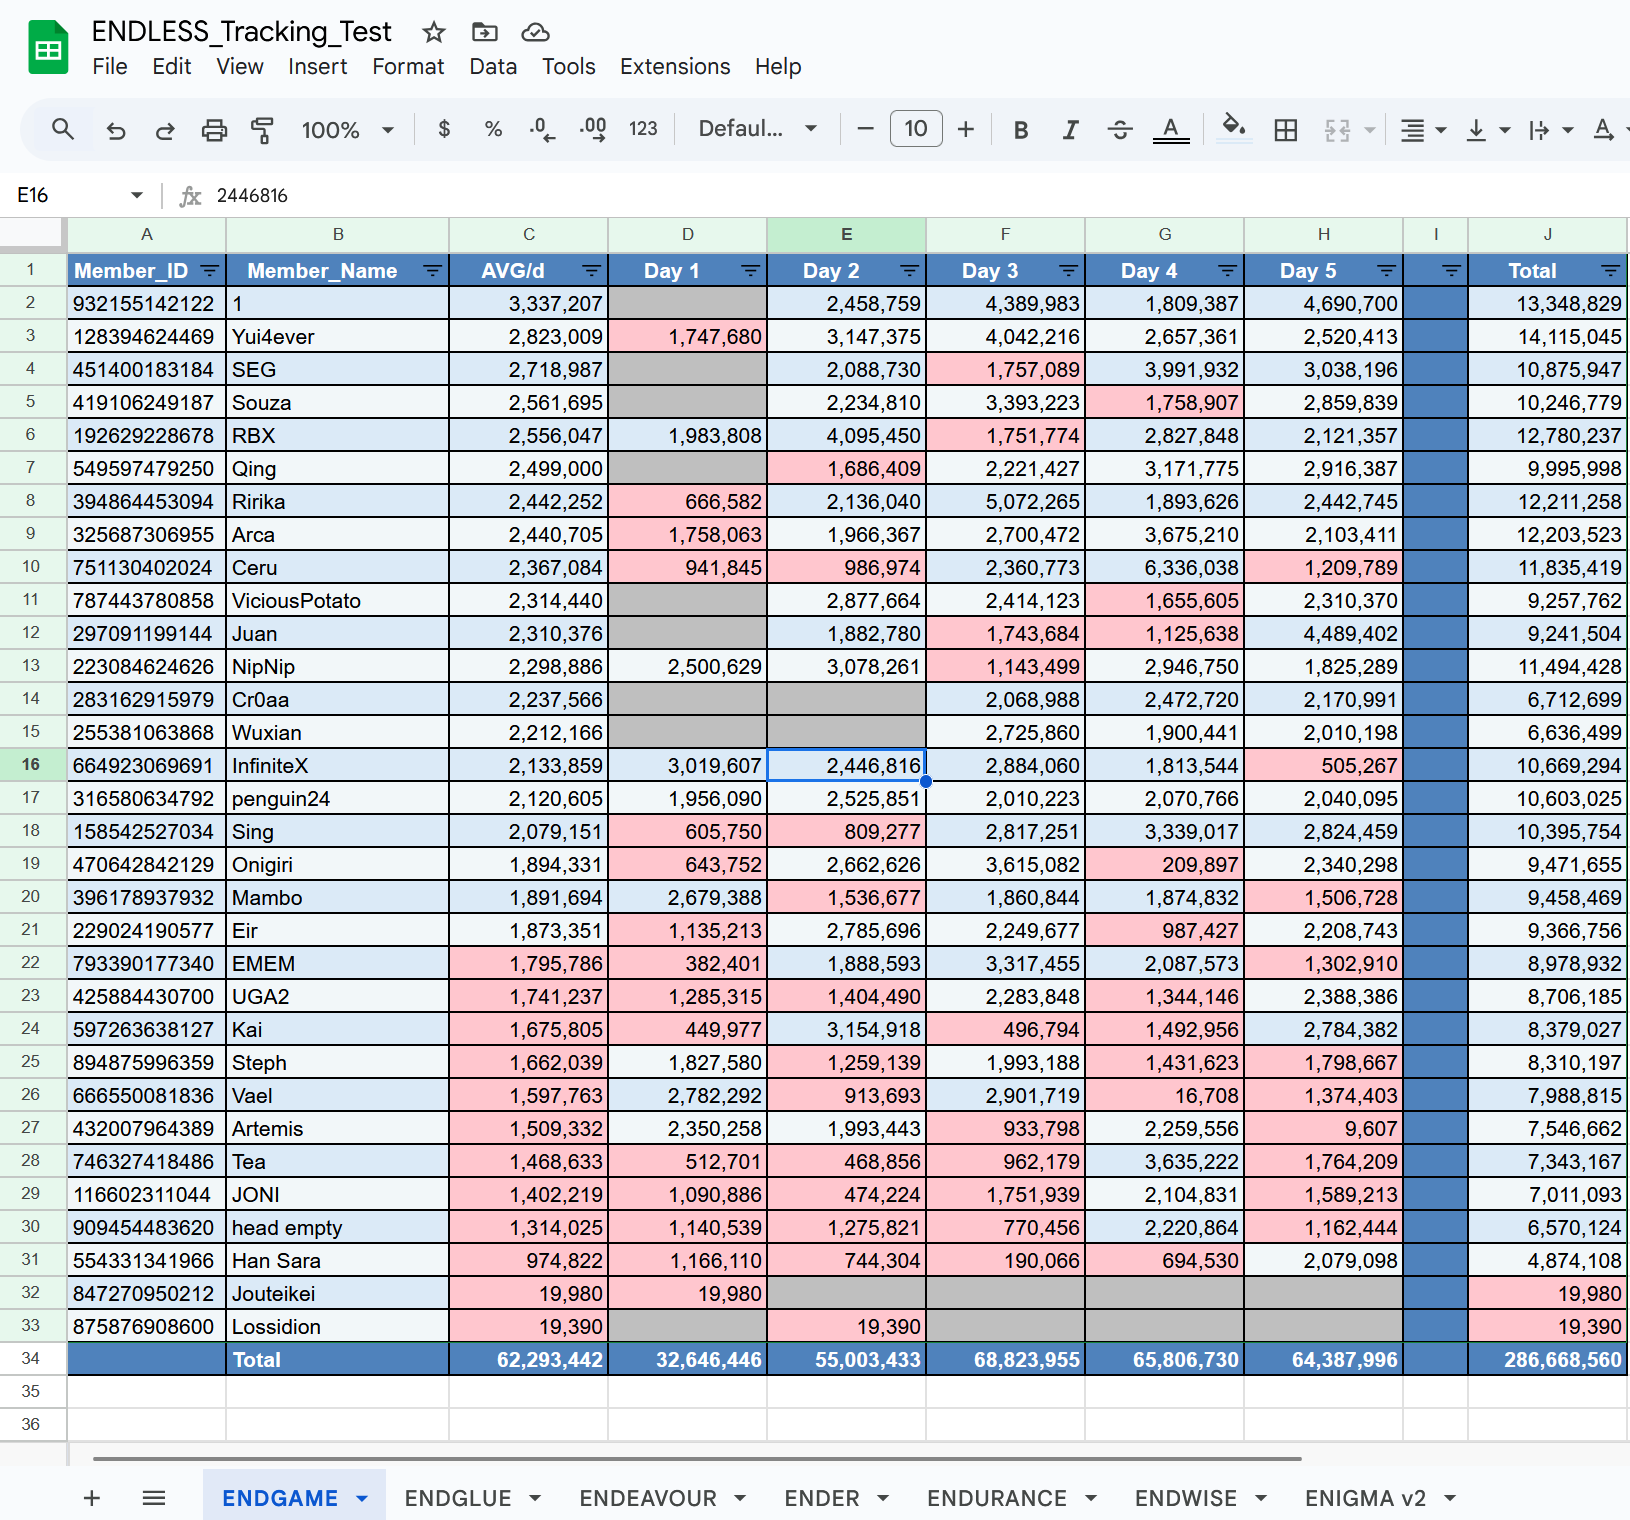 ENDLESS_Tracking_Test
File Edit View Insert Format Data Tools Extensions Help
100% $ % .0 .00 123 Defaul... 10 B I S A A
E16 fx 2446816
A B C D E F G H I J
1 Member_ID Member_Name AVG/d Day 1 Day 2 Day 3 Day 4 Day 5 Total
2 932155142122 1 3,337,207 2,458,759 4,389,983 1,809,387 4,690,700 13,348,829
3 128394624469 Yui4ever 2,823,009 1,747,680 3,147,375 4,042,216 2,657,361 2,520,413 14,115,045
4 451400183184 SEG 2,718,987 2,088,730 1,757,089 3,991,932 3,038,196 10,875,947
5 419106249187 Souza 2,561,695 2,234,810 3,393,223 1,758,907 2,859,839 10,246,779
6 192629228678 RBX 2,556,047 1,983,808 4,095,450 1,751,774 2,827,848 2,121,357 12,780,237
7 549597479250 Qing 2,499,000 1,686,409 2,221,427 3,171,775 2,916,387 9,995,998
8 394864453094 Ririka 2,442,252 666,582 2,136,040 5,072,265 1,893,626 2,442,745 12,211,258
9 325687306955 Arca 2,440,705 1,758,063 1,966,367 2,700,472 3,675,210 2,103,411 12,203,523
10 751130402024 Ceru 2,367,084 941,845 986,974 2,360,773 6,336,038 1,209,789 11,835,419
11 787443780858 ViciousPotato 2,314,440 2,877,664 2,414,123 1,655,605 2,310,370 9,257,762
12 297091199144 Juan 2,310,376 1,882,780 1,743,684 1,125,638 4,489,402 9,241,504
13 223084624626 NipNip 2,298,886 2,500,629 3,078,261 1,143,499 2,946,750 1,825,289 11,494,428
14 283162915979 Cr0aa 2,237,566 2,068,988 2,472,720 2,170,991 6,712,699
15 255381063868 Wuxian 2,212,166 2,725,860 1,900,441 2,010,198 6,636,499
16 664923069691 InfiniteX 2,133,859 3,019,607 2,446,816 2,884,060 1,813,544 505,267 10,669,294
17 316580634792 penguin24 2,120,605 1,956,090 2,525,851 2,010,223 2,070,766 2,040,095 10,603,025
18 158542527034 Sing 2,079,151 605,750 809,277 2,817,251 3,339,017 2,824,459 10,395,754
19 470642842129 Onigiri 1,894,331 643,752 2,662,626 3,615,082 209,897 2,340,298 9,471,655
20 396178937932 Mambo 1,891,694 2,679,388 1,536,677 1,860,844 1,874,832 1,506,728 9,458,469
21 229024190577 Eir 1,873,351 1,135,213 2,785,696 2,249,677 987,427 2,208,743 9,366,756
22 793390177340 EMEM 1,795,786 382,401 1,888,593 3,317,455 2,087,573 1,302,910 8,978,932
23 425884430700 UGA2 1,741,237 1,285,315 1,404,490 2,283,848 1,344,146 2,388,386 8,706,185
24 597263638127 Kai 1,675,805 449,977 3,154,918 496,794 1,492,956 2,784,382 8,379,027
25 894875996359 Steph 1,662,039 1,827,580 1,259,139 1,993,188 1,431,623 1,798,667 8,310,197
26 666550081836 Vael 1,597,763 2,782,292 913,693 2,901,719 16,708 1,374,403 7,988,815
27 432007964389 Artemis 1,509,332 2,350,258 1,993,443 933,798 2,259,556 9,607 7,546,662
28 746327418486 Tea 1,468,633 512,701 468,856 962,179 3,635,222 1,764,209 7,343,167
29 116602311044 JONI 1,402,219 1,090,886 474,224 1,751,939 2,104,831 1,589,213 7,011,093
30 909454483620 head empty 1,314,025 1,140,539 1,275,821 770,456 2,220,864 1,162,444 6,570,124
31 554331341966 Han Sara 974,822 1,166,110 744,304 190,066 694,530 2,079,098 4,874,108
32 847270950212 Jouteikei 19,980 19,980 19,980
33 875876908600 Lossidion 19,390 19,390 19,390
34 Total 62,293,442 32,646,446 55,003,433 68,823,955 65,806,730 64,387,996 286,668,560
35
36
+ ENDGAME ENDGLUE ENDEAVOUR ENDER ENDURANCE ENDWISE ENIGMA v2